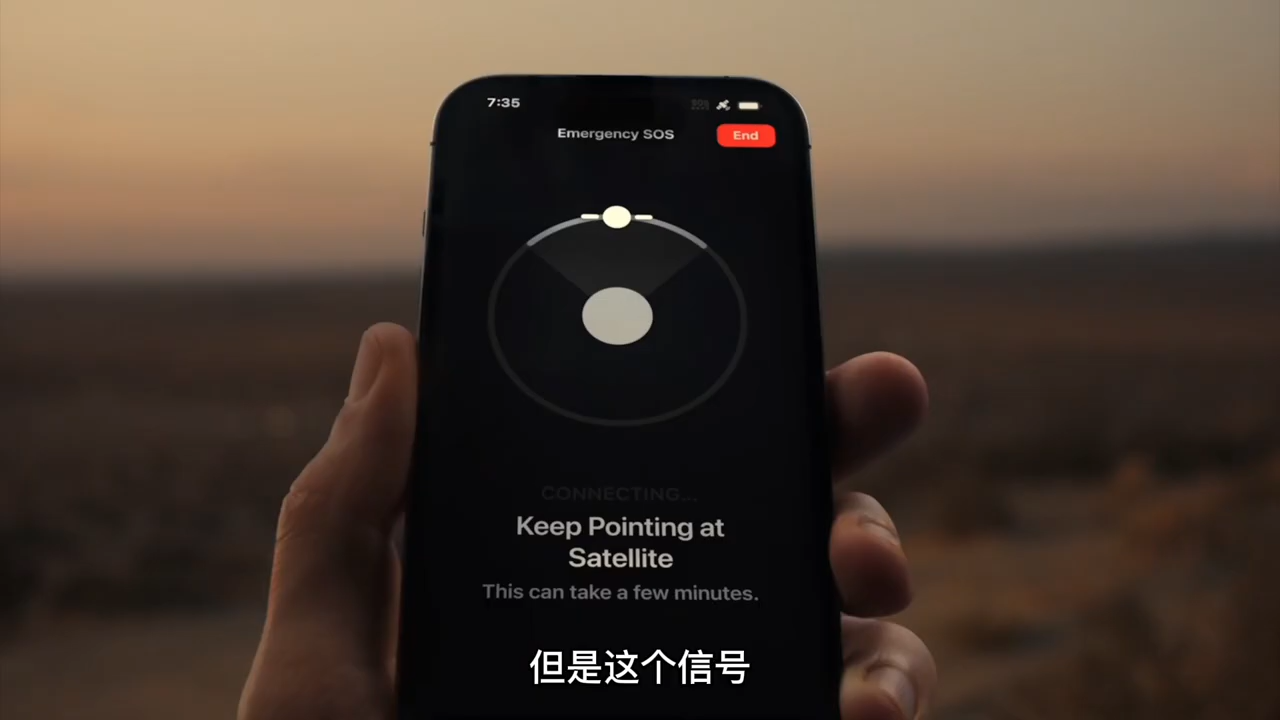 7:35
SOS
Emergency SOS
End
CONNECTING...
Keep Pointing at
Satellite
This can take a few minutes.
但是这个信号